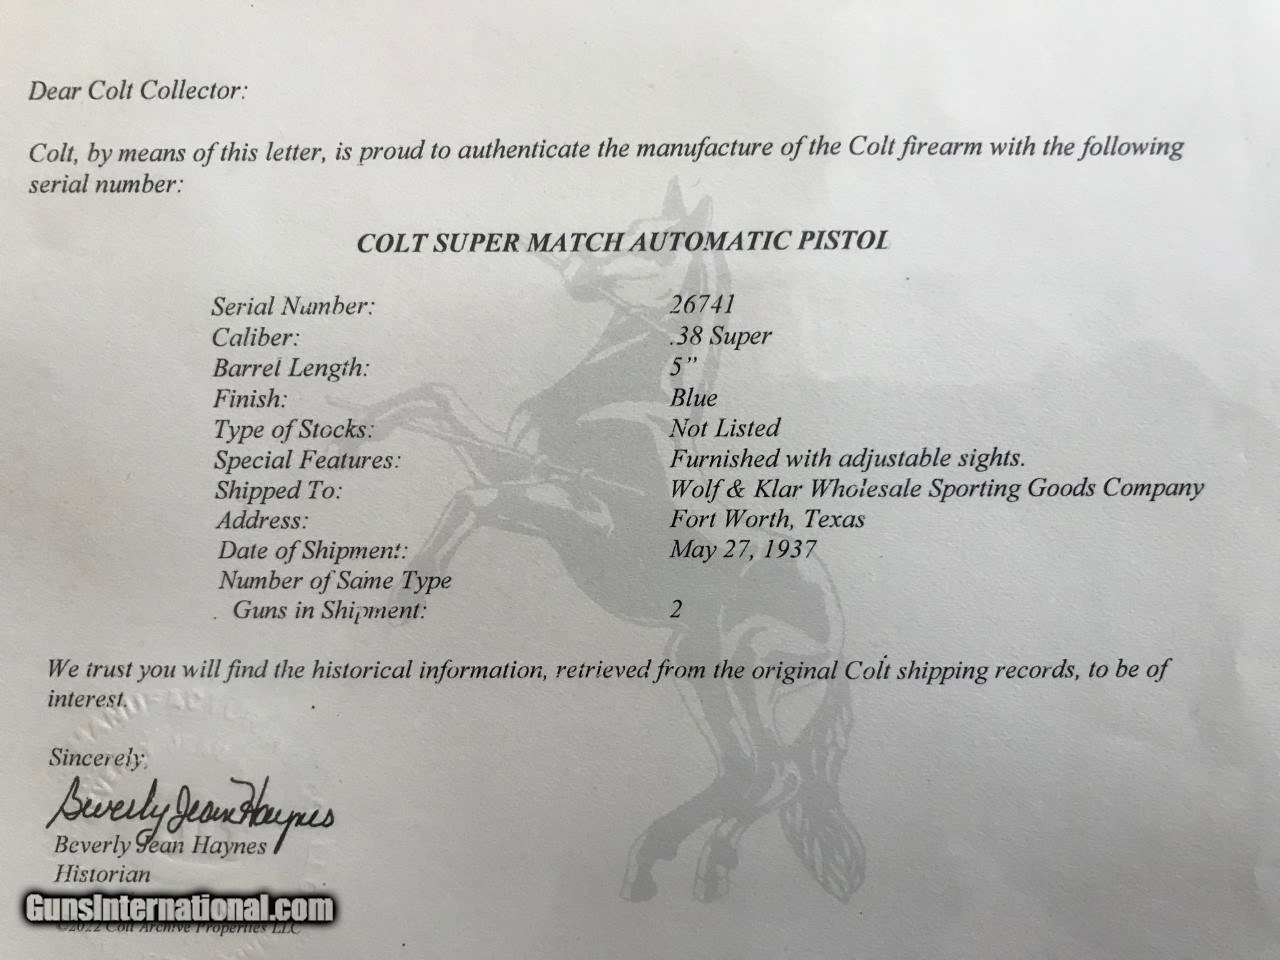 Dear Colt Collector:
Colt, by means of this letter, is proud to authenticate the manufacture of the Colt firearm with the following
serial number:
COLT SUPER MATCH AUTOMATIC PISTOL
Serial Number: 26741
Caliber: .38 Super
Barrel Length: 5”
Finish: Blue
Type of Stocks: Not Listed
Special Features: Furnished with adjustable sights.
Shipped To: Wolf & Klar Wholesale Sporting Goods Company
Address: Fort Worth, Texas
Date of Shipment: May 27, 1937
Number of Same Type
Guns in Shipment: 2
We trust you will find the historical information, retrieved from the original Colt shipping records, to be of
interest.
Sincerely,
Beverly Jean Haynes
Beverly Jean Haynes
Historian
GunsInternational.com
©2022 Colt Archive Properties LLC